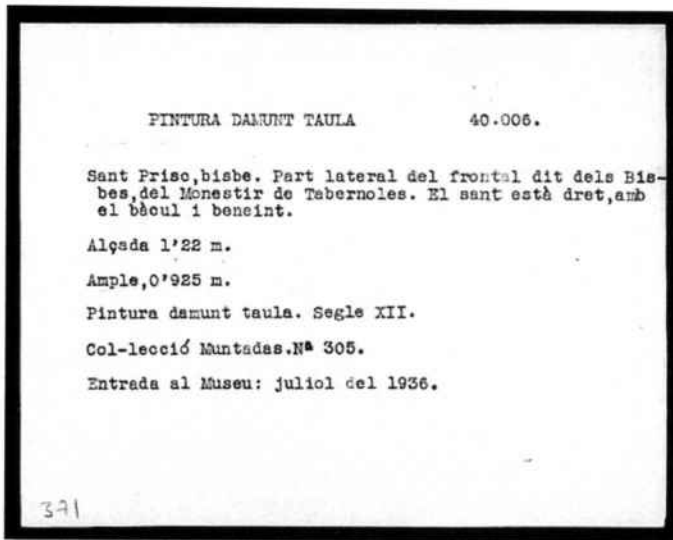 PINTURA DAMUNT TAULA 40.006.
Sant Prisc,bisbe. Part lateral del frontal dit dels Bis-
bes,del Monestir de Tabernoles. El sant està dret,amb
el bàcul i beneint.
Alçada 1'22 m.
Ample,0'925 m.
Pintura damunt taula. Segle XII.
Col-lecció Muntadas.Nª 305.
Entrada al Museu: juliol del 1936.
371